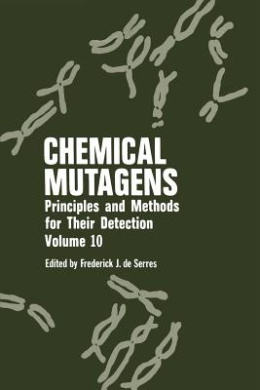 CHEMICAL
MUTAGENS
Principles and Methods
for Their Detection
Volume 10
Edited by Frederick J. de Serres